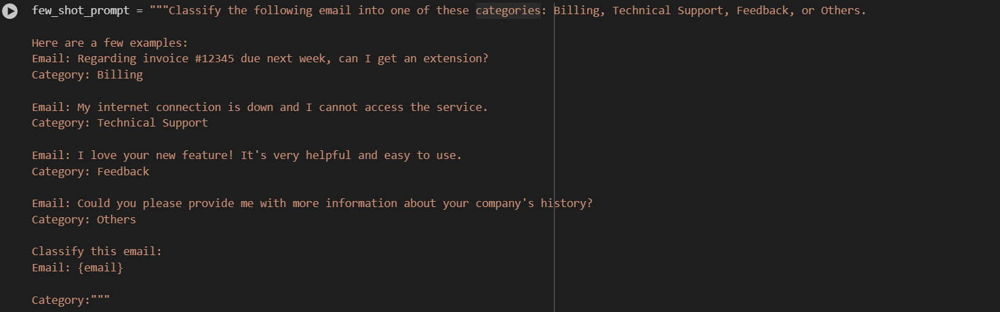 few_shot_prompt = """Classify the following email into one of these categories: Billing, Technical Support, Feedback, or Others.
Here are a few examples:
Email: Regarding invoice #12345 due next week, can I get an extension?
Category: Billing
Email: My internet connection is down and I cannot access the service.
Category: Technical Support
Email: I love your new feature! It's very helpful and easy to use.
Category: Feedback
Email: Could you please provide me with more information about your company's history?
Category: Others
Classify this email:
Email: {email}
Category:"""